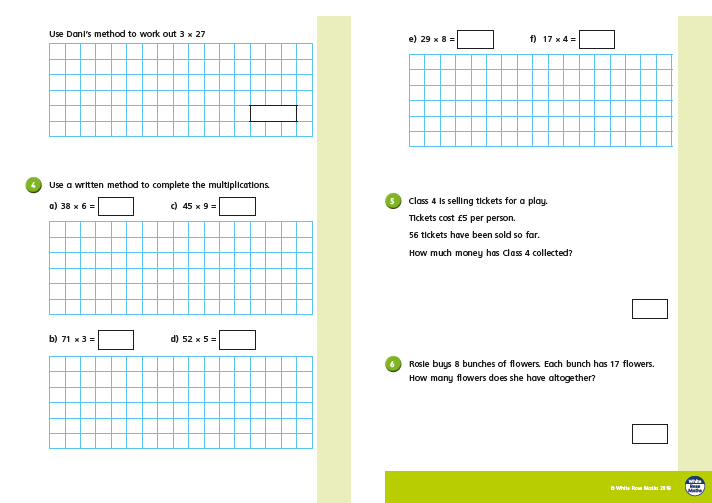 Use Dani's method to work out 3 × 27
4 Use a written method to complete the multiplications.
a) 38 × 6 =
c) 45 × 9 =
b) 71 × 3 =
d) 52 × 5 =
e) 29 × 8 =
f) 17 × 4 =
5 Class 4 is selling tickets for a play.
Tickets cost £5 per person.
56 tickets have been sold so far.
How much money has Class 4 collected?
6 Rosie buys 8 bunches of flowers. Each bunch has 17 flowers.
How many flowers does she have altogether?
© White Rose Maths 2019
White
Rose
Maths